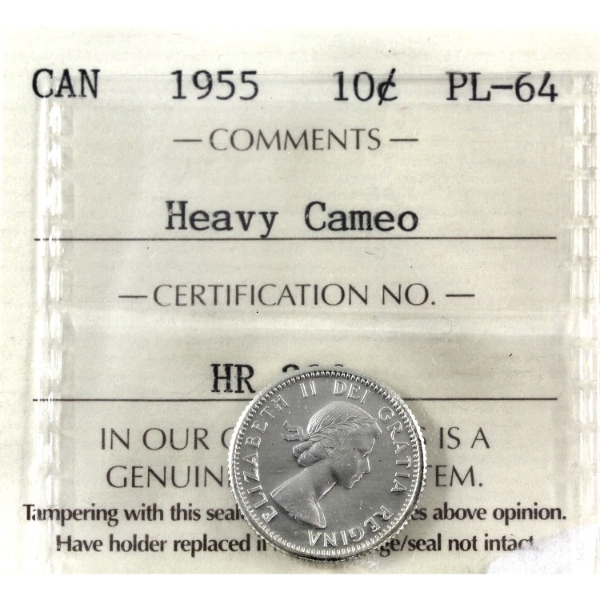 CAN 1955 10¢ PL-64
— COMMENTS —
Heavy Cameo
— CERTIFICATION NO. —
HR
IN OUR IS A
GENUIN EM.
Tampering with this seal es above opinion.
Have holder replaced i ge/seal not intact
ELIZABETH II DEI GRATIA REGINA